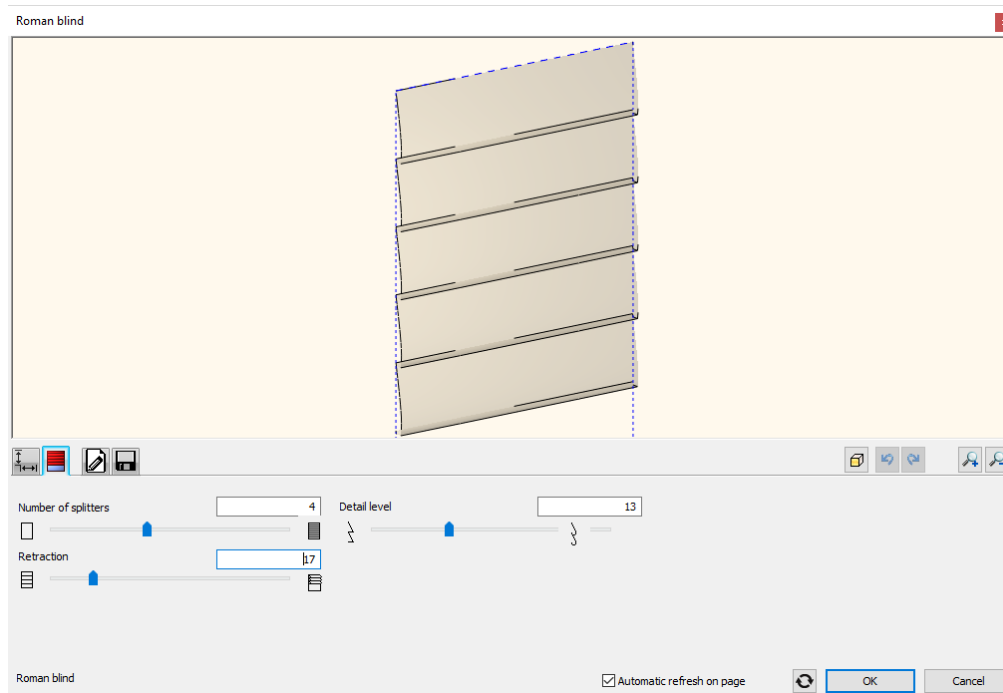 Roman blind
Number of splitters
4
Detail level
13
Retraction
17
Roman blind
Automatic refresh on page
OK
Cancel